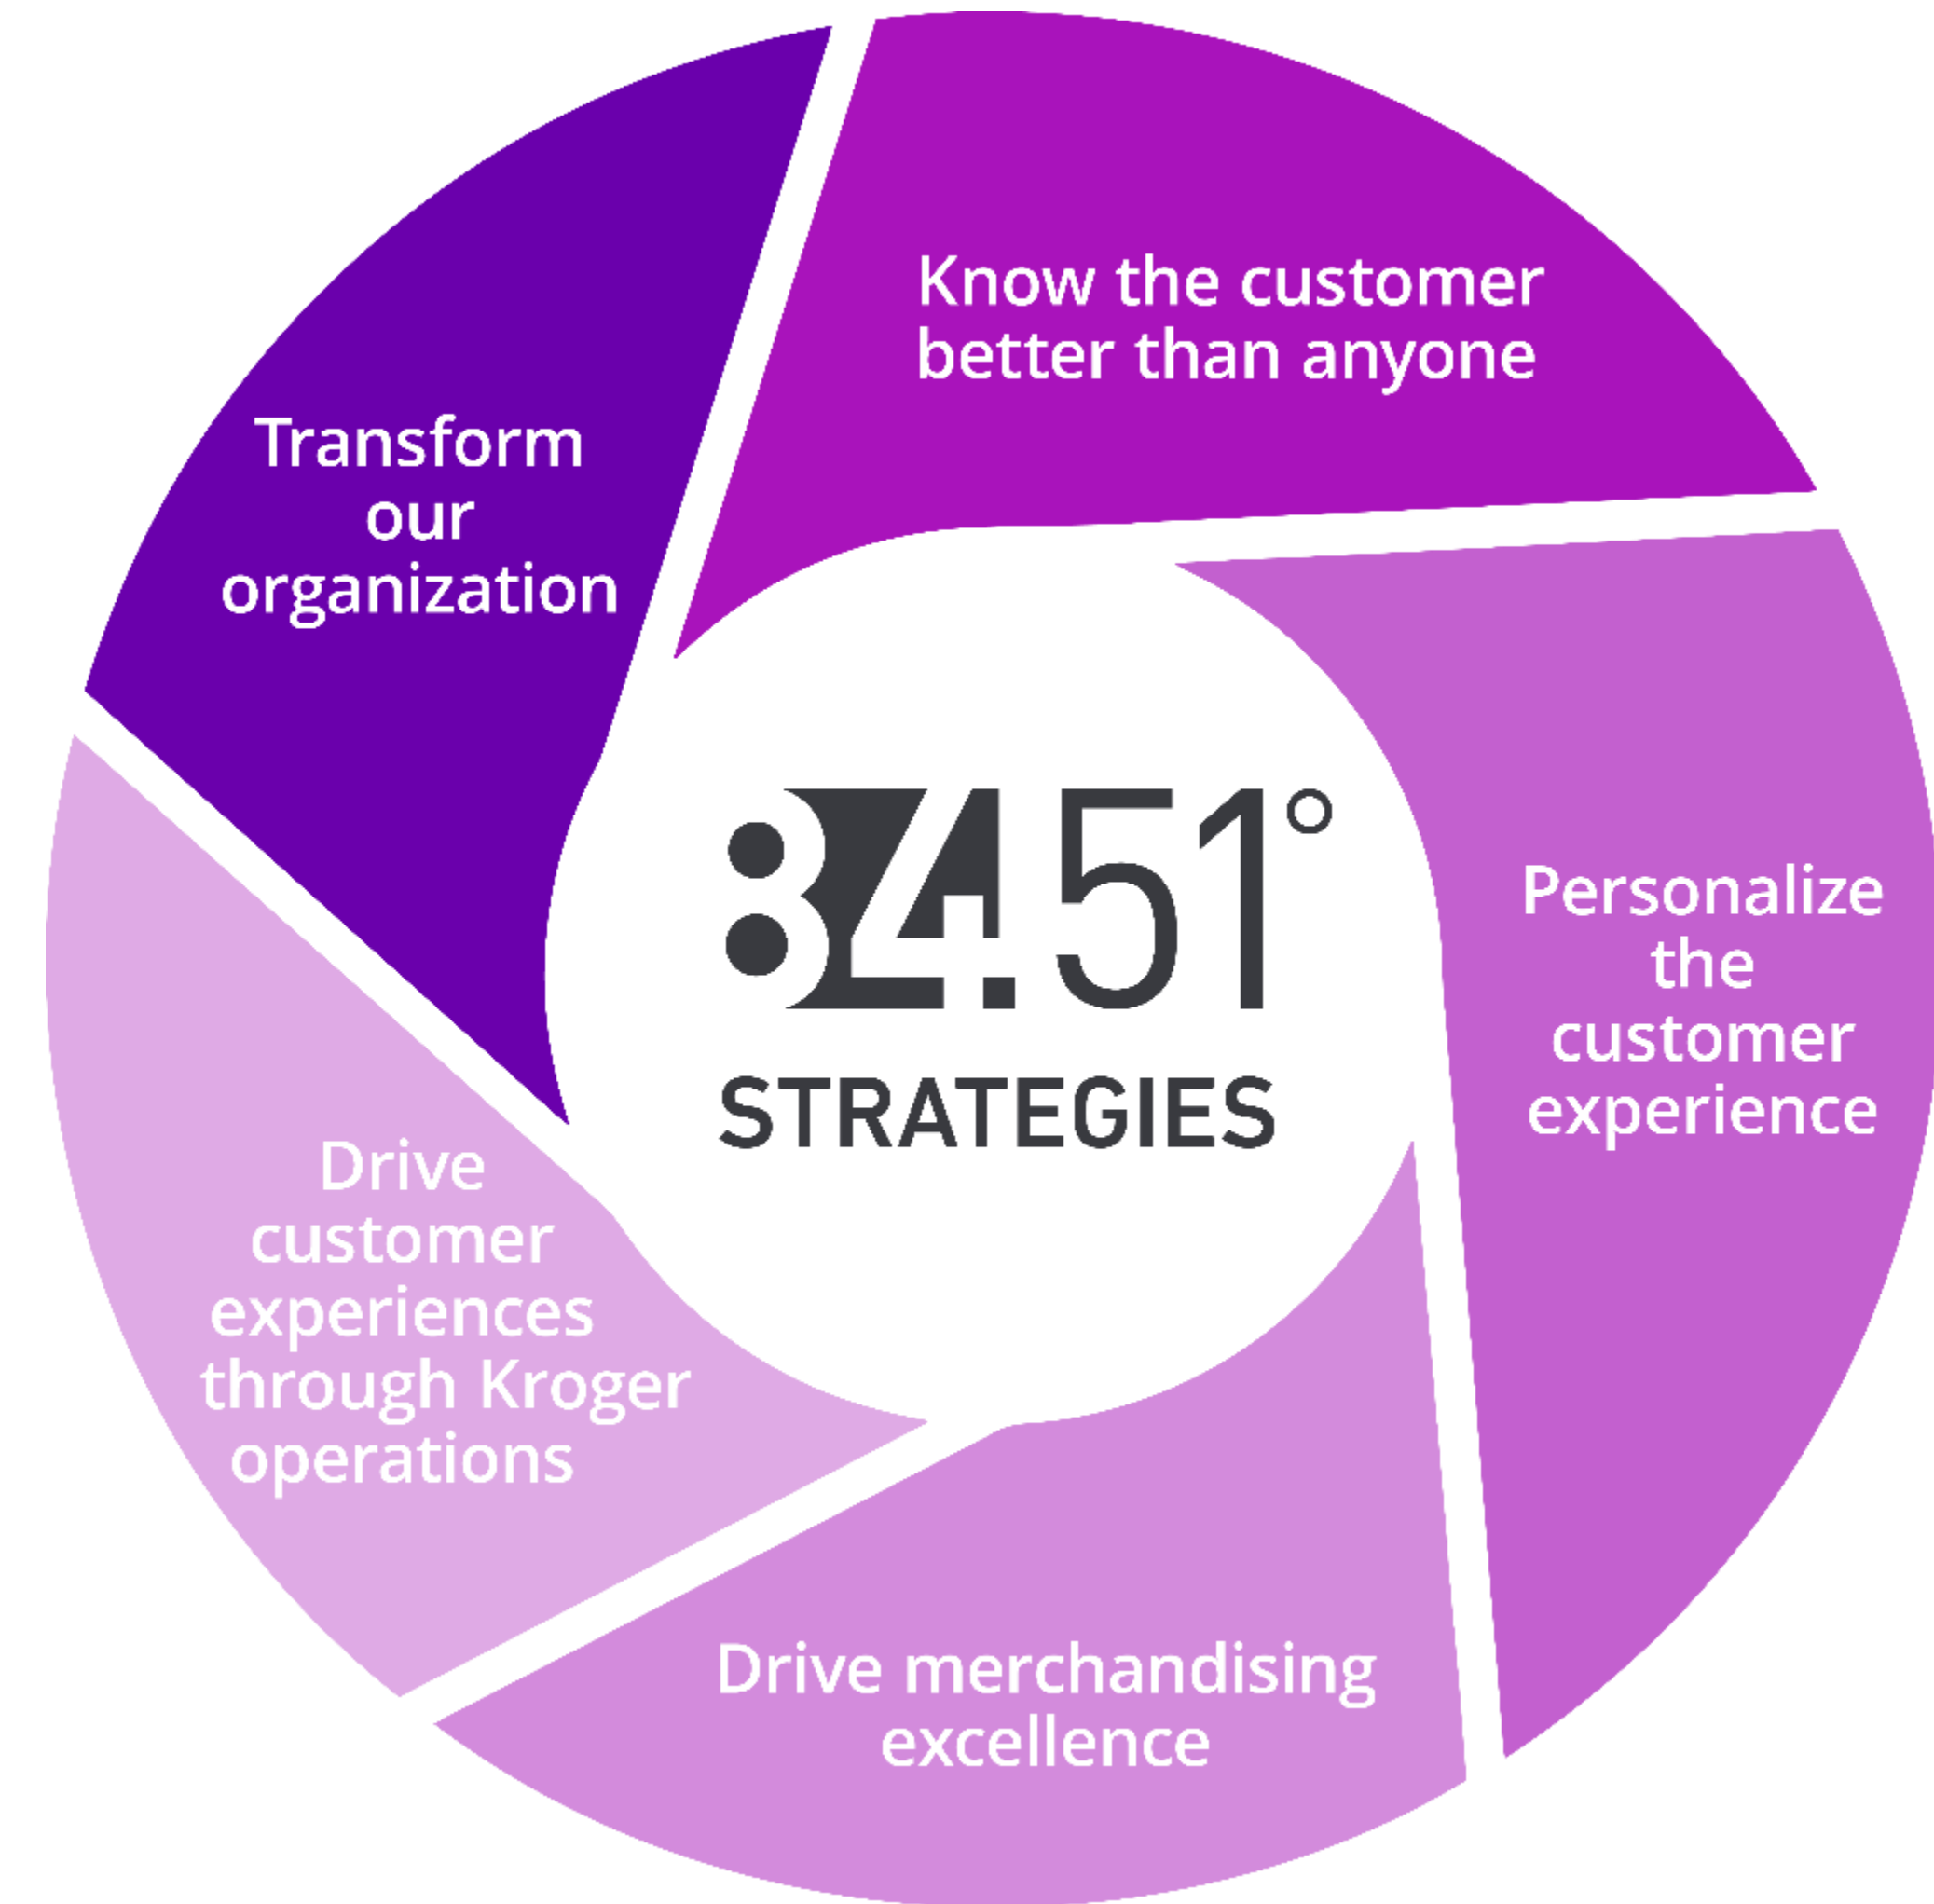 Know the customer
better than anyone
Transform
our
organization
84.51°
STRATEGIES
Personalize
the
customer
experience
Drive
customer
experiences
through Kroger
operations
Drive merchandising
excellence